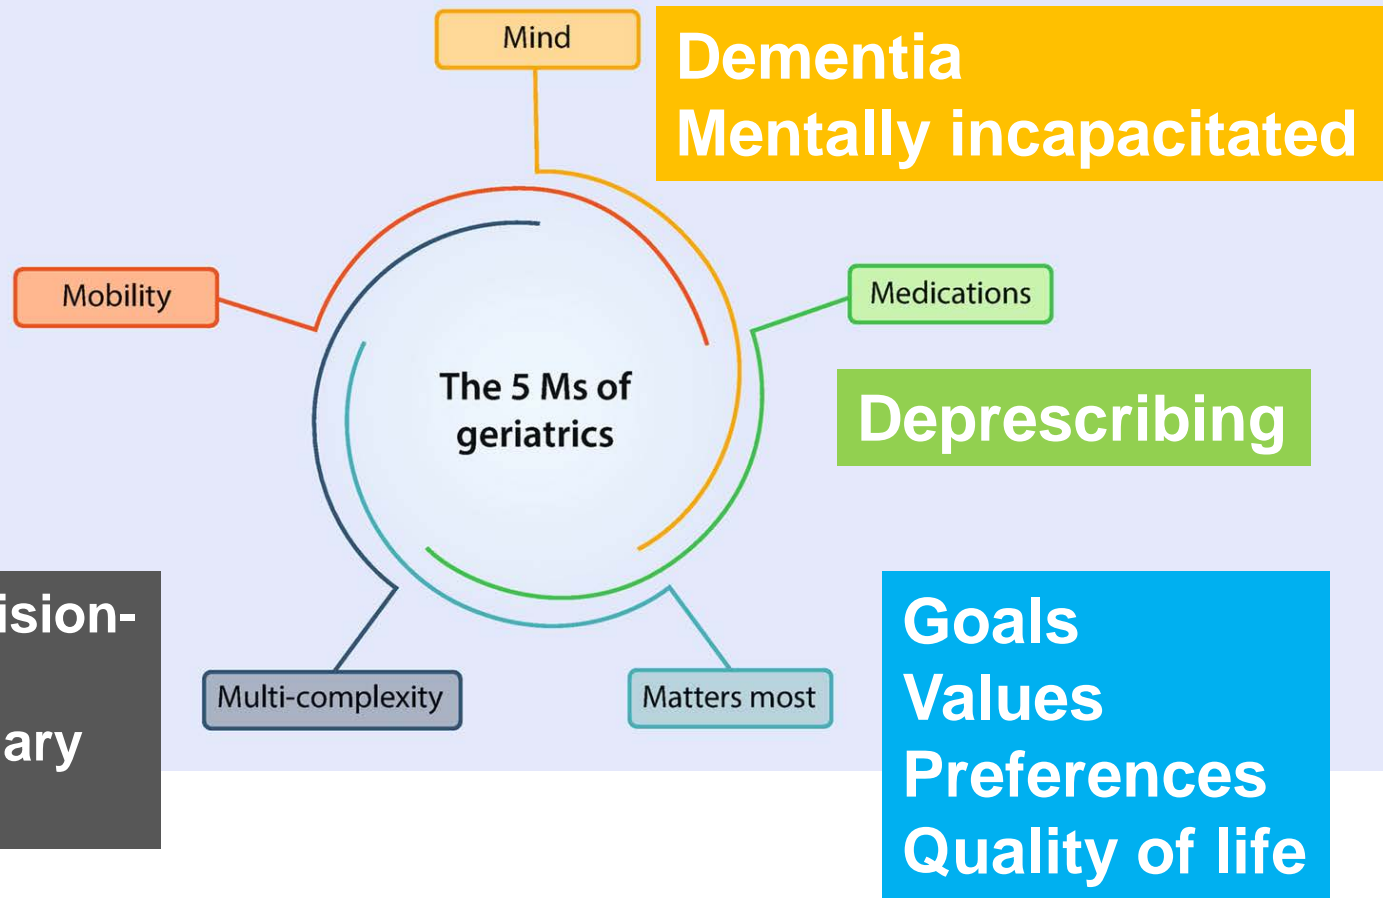 Mind
Dementia
Mentally incapacitated
Mobility
Medications
The 5 Ms of
geriatrics
Deprescribing
Multi-complexity
Matters most
Goals
Values
Preferences
Quality of life